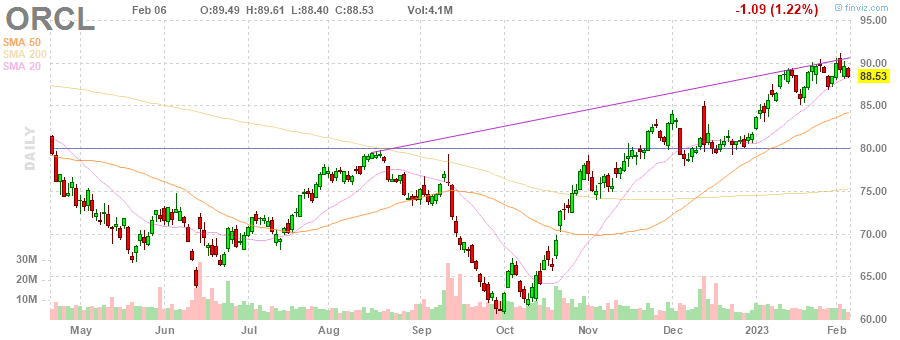 ORCL Feb 06 O:89.49 H:89.61 L:88.40 C:88.53 Vol:4.1M -1.09 (1.22%) finviz.com
SMA 50
SMA 200
SMA 20
DAILY
95.00
90.00
88.53
85.00
80.00
75.00
70.00
65.00
60.00
30M
20M
10M
May Jun Jul Aug Sep Oct Nov Dec 2023 Feb